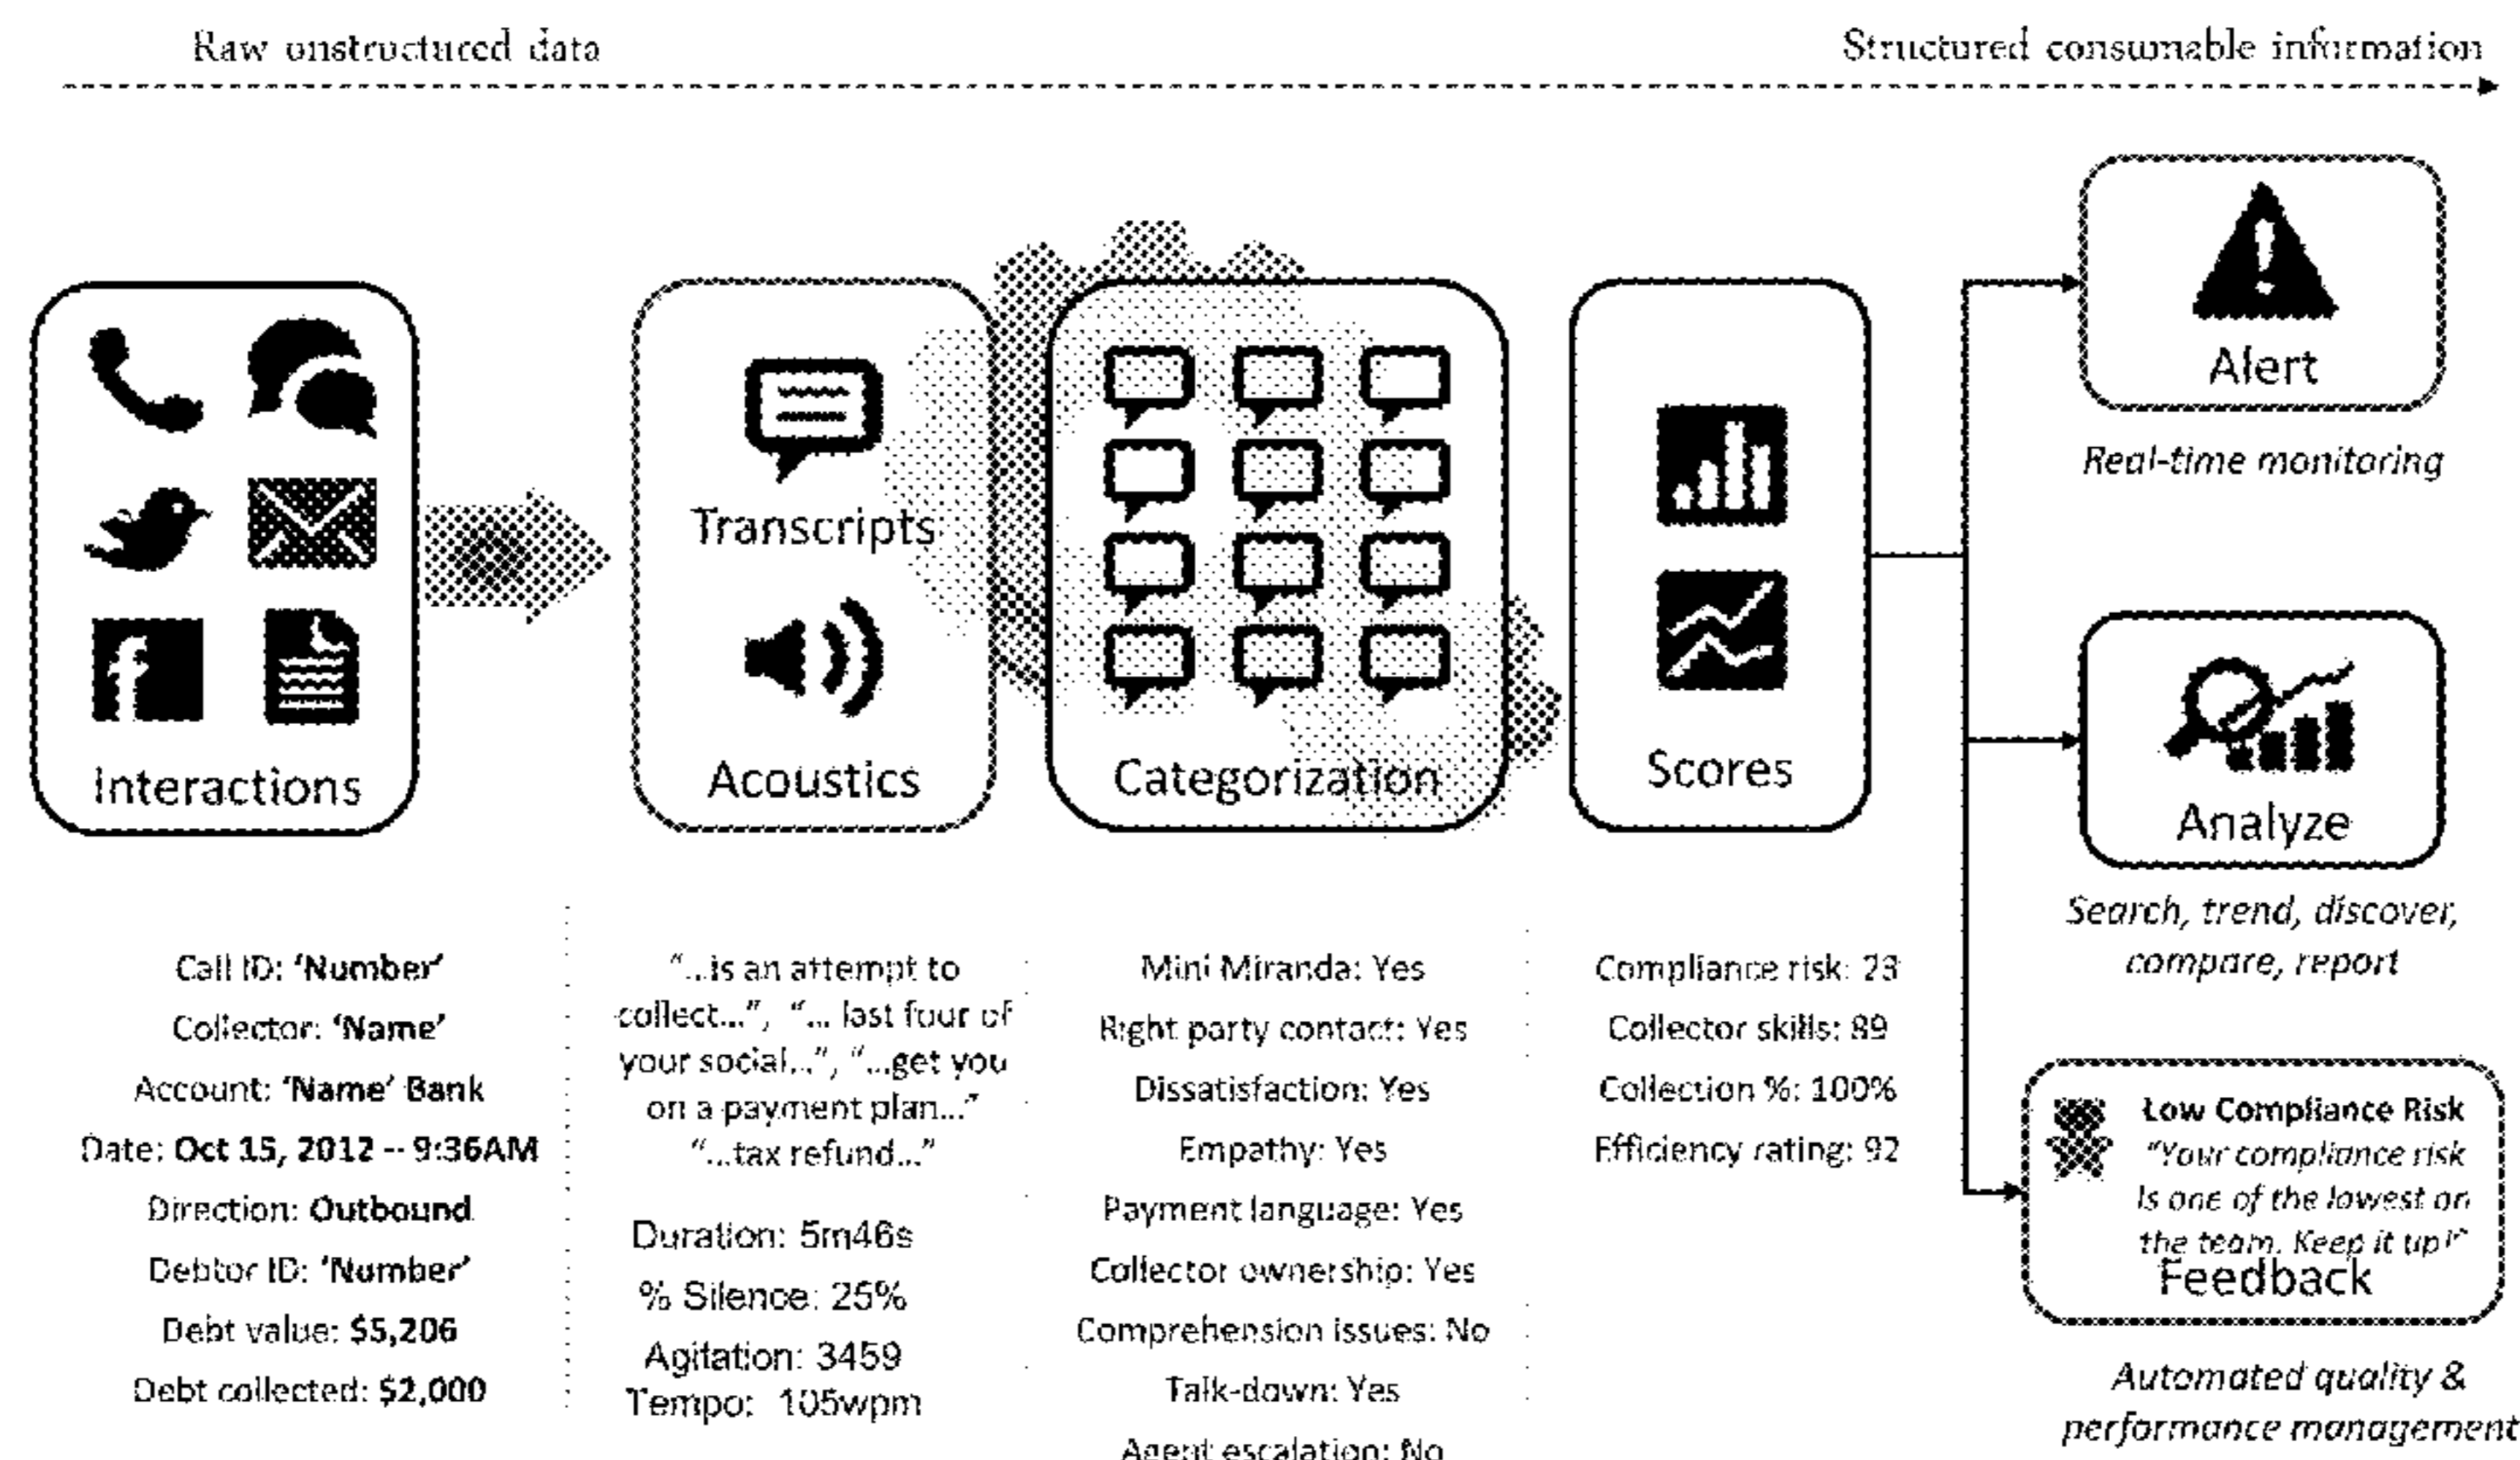 Raw unstructured data
Structured consumable information
Interactions
Transcripts
Acoustics
Categorization
Scores
Alert
Real-time monitoring
Analyze
Search, trend, discover,
compare, report
Low Compliance Risk
"Your compliance risk
is one of the lowest on
the team. Keep it up!"
Feedback
Automated quality &
performance management
Call ID: 'Number'
Collector: 'Name'
Account: 'Name' Bank
Date: Oct 15, 2012 -- 9:36AM
Direction: Outbound
Debtor ID: 'Number'
Debt value: $5,206
Debt collected: $2,000
"...is an attempt to
collect...", "... last four of
your social...", "...get you
on a payment plan..."
"...tax refund..."
Duration: 5m46s
% Silence: 25%
Agitation: 3459
Tempo: 105wpm
Mini Miranda: Yes
Right party contact: Yes
Dissatisfaction: Yes
Empathy: Yes
Payment language: Yes
Collector ownership: Yes
Comprehension issues: No
Talk-down: Yes
Agent escalation: No
Compliance risk: 23
Collector skills: 89
Collection %: 100%
Efficiency rating: 92